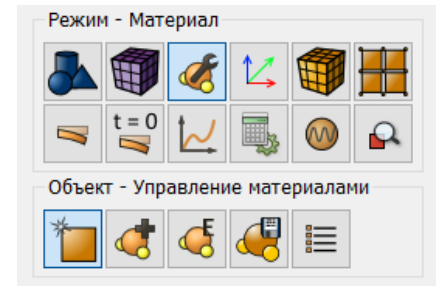 Режим - Материал
t = 0
Объект - Управление материалами
E